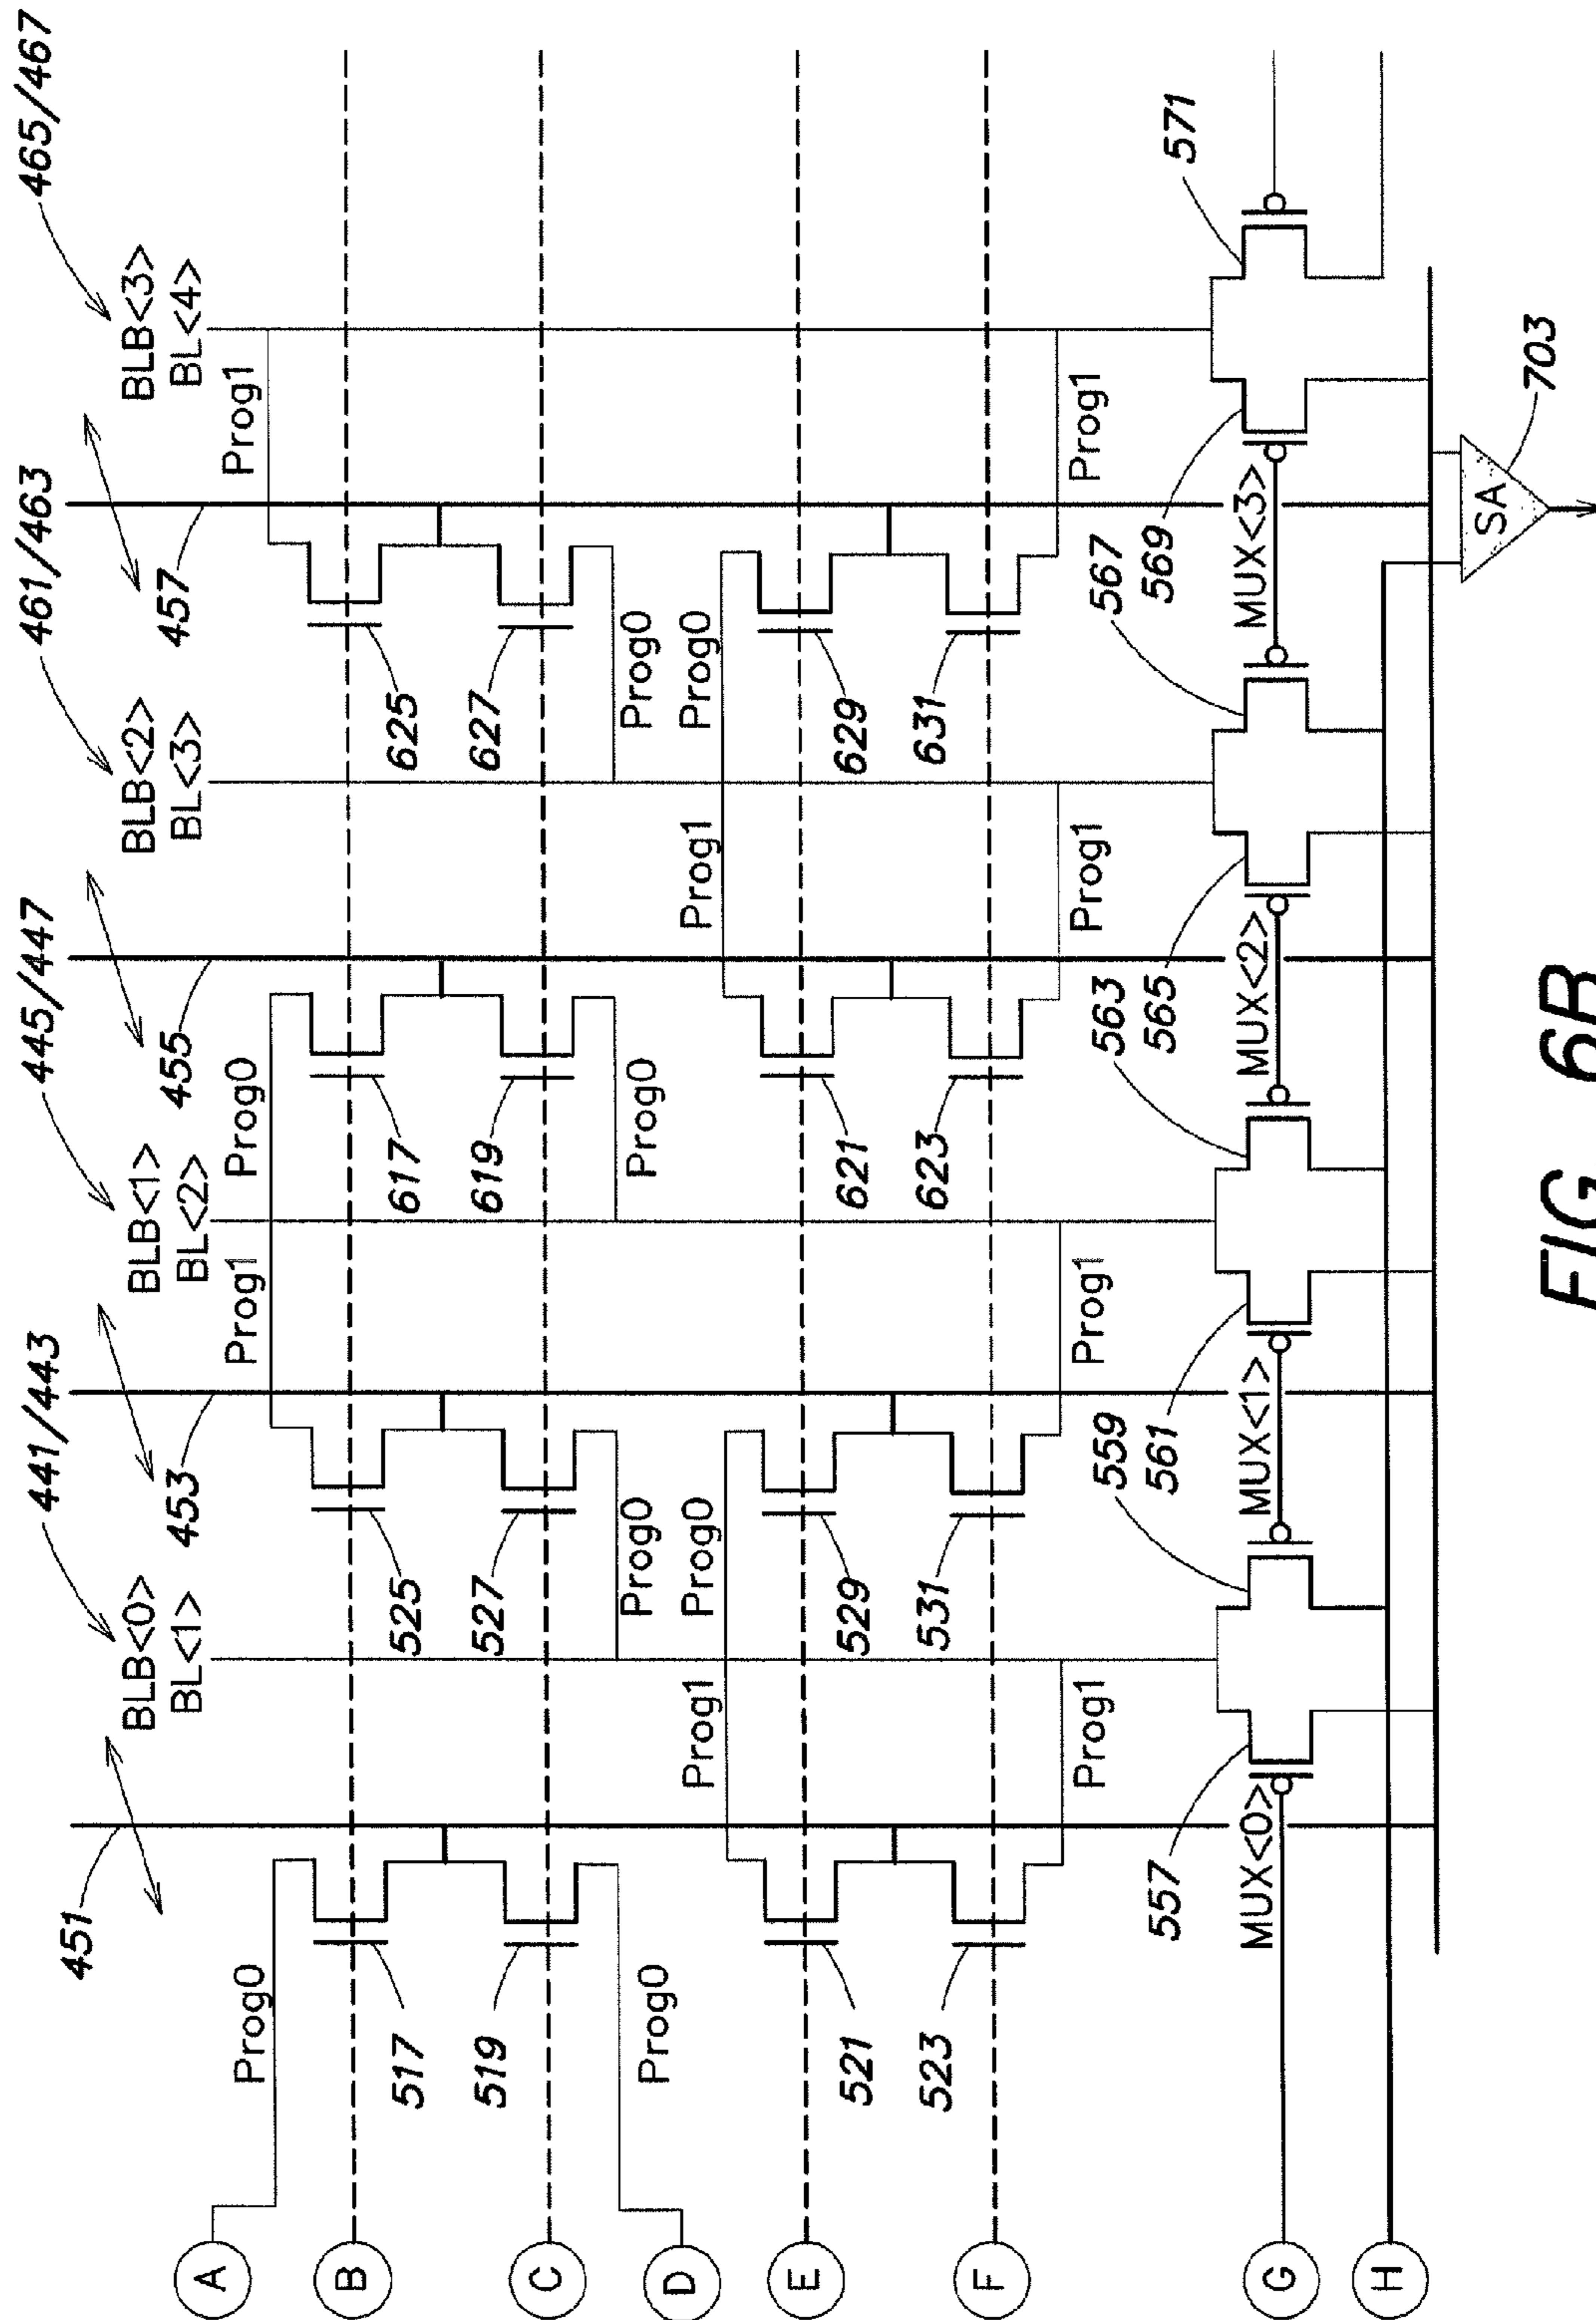 441/443
445/447
461/463
465/467
451
453
455
457
BLB<0>
BL<1>
BLB<1>
BL<2>
BLB<2>
BL<3>
BLB<3>
BL<4>
A
Prog0
Prog1
Prog0
Prog1
B
517
525
617
625
C
519
527
619
627
D
Prog0
Prog0
Prog0
Prog0
Prog1
Prog0
Prog1
Prog0
E
521
529
621
629
F
523
531
623
631
Prog1
Prog1
Prog1
Prog1
557
559
561
563
565
567
569
571
G
MUX<0>
MUX<1>
MUX<2>
MUX<3>
H
SA
703
FIG. 6B